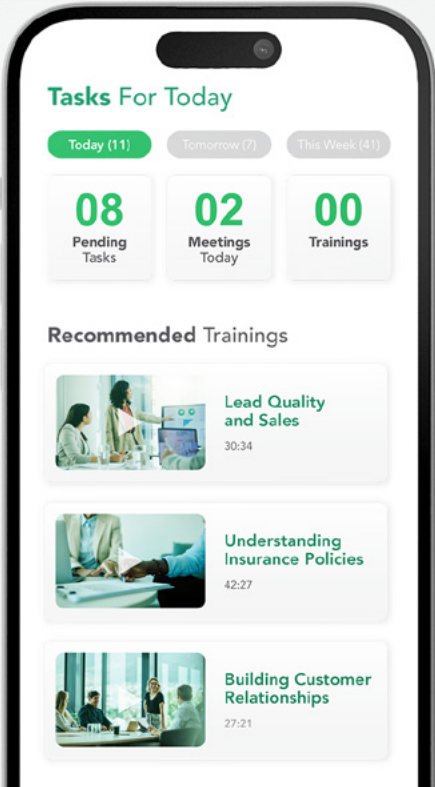 Tasks For Today
Today (11)
Tomorrow (7)
This Week (41)
08
Pending
Tasks
02
Meetings
Today
00
Trainings
Recommended Trainings
Lead Quality
and Sales
30:34
Understanding
Insurance Policies
42:27
Building Customer
Relationships
27:21